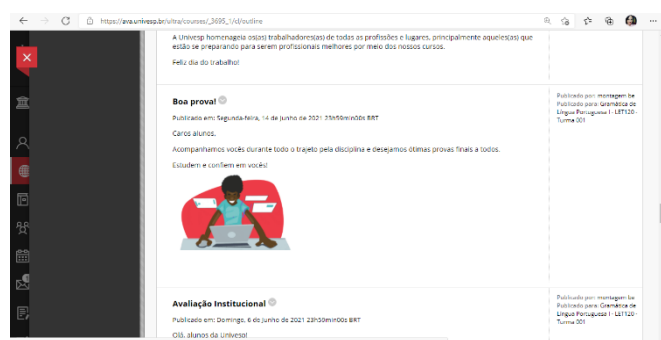 https://ava.univesp.br/ultra/courses/_3695_1/cl/outline
A Univesp homenageia os(as) trabalhadores(as) de todas as profissões e lugares, principalmente aqueles(as) que
estão se preparando para serem profissionais melhores por meio dos nossos cursos.
Feliz dia do trabalho!
Boa prova!
Publicado em: Segunda-feira, 14 de Junho de 2021 23h59min00s BRT
Caros alunos,
Acompanhamos vocês durante todo o trajeto pela disciplina e desejamos ótimas provas finais a todos.
Estudem e confiem em vocês!
Publicado por: montagem be
Publicado para: Gramática de
Língua Portuguesa I - LET120 -
Turma 001
Avaliação Institucional
Publicado em: Domingo, 6 de Junho de 2021 23h59min00s BRT
Olá, alunos da Univesp!
Publicado por: montagem be
Publicado para: Gramática de
Língua Portuguesa I - LET120 -
Turma 001